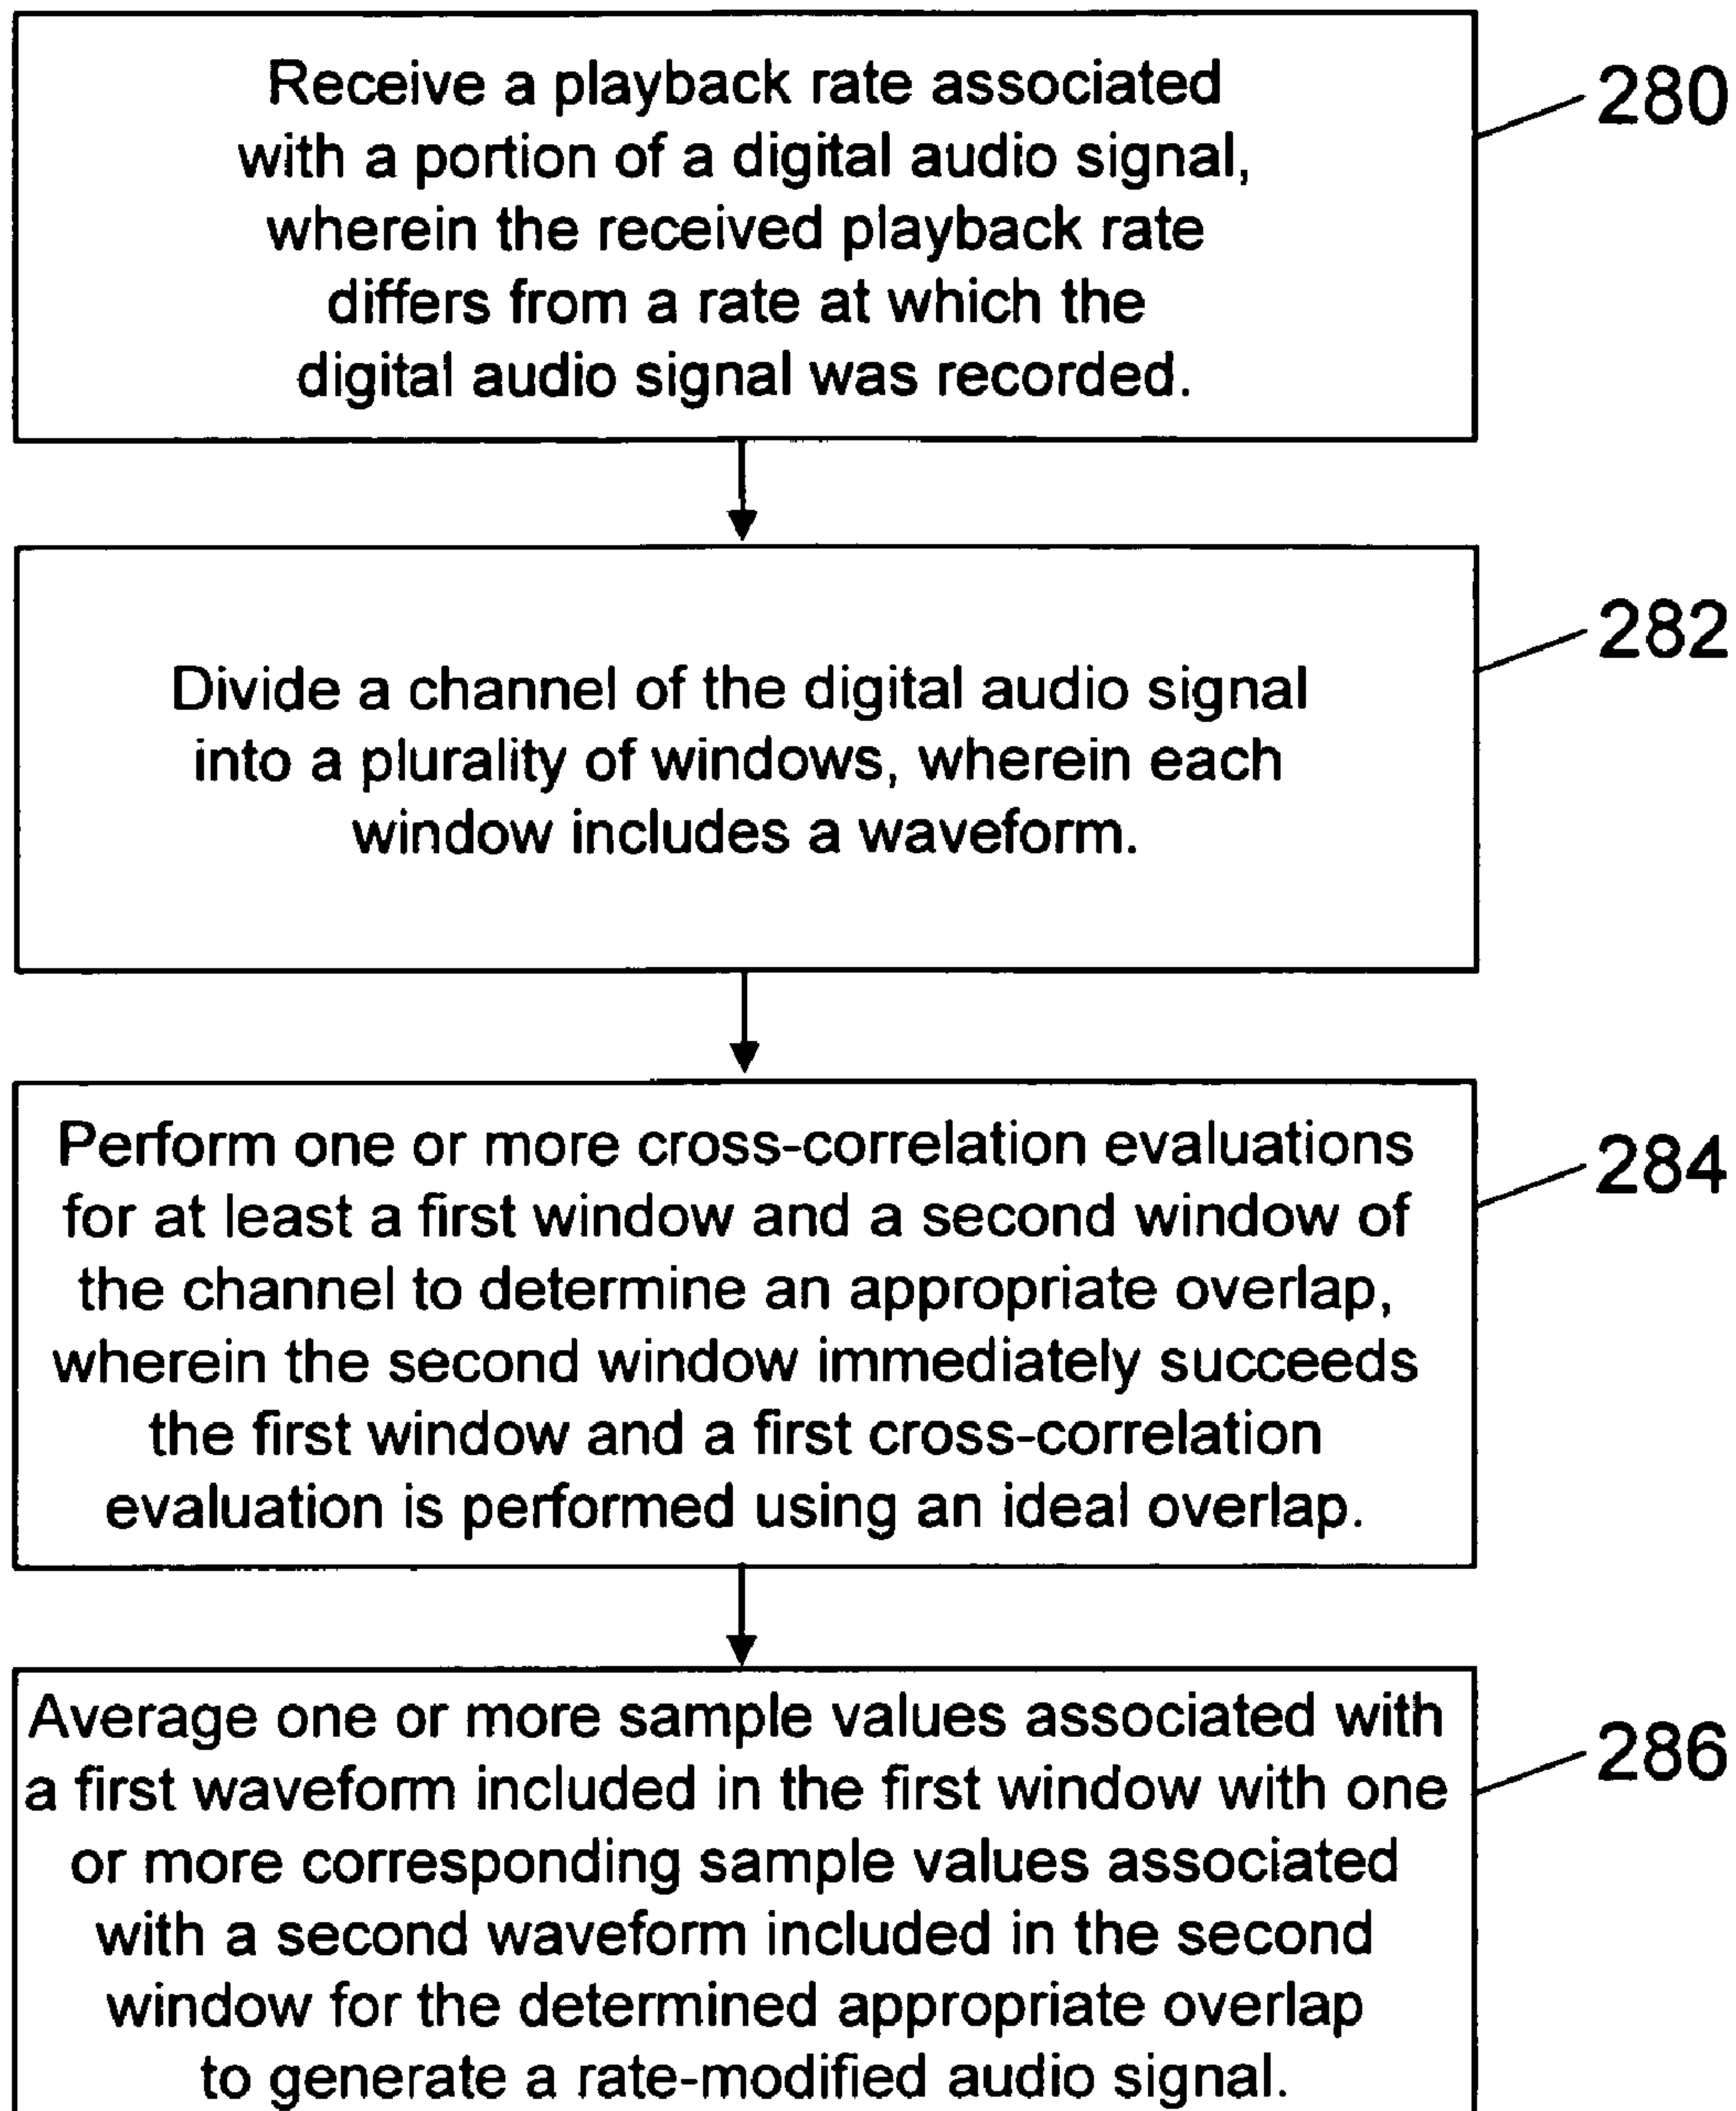 Receive a playback rate associated
with a portion of a digital audio signal,
wherein the received playback rate
differs from a rate at which the
digital audio signal was recorded.
280
Divide a channel of the digital audio signal
into a plurality of windows, wherein each
window includes a waveform.
282
Perform one or more cross-correlation evaluations
for at least a first window and a second window of
the channel to determine an appropriate overlap,
wherein the second window immediately succeeds
the first window and a first cross-correlation
evaluation is performed using an ideal overlap.
284
Average one or more sample values associated with
a first waveform included in the first window with one
or more corresponding sample values associated
with a second waveform included in the second
window for the determined appropriate overlap
to generate a rate-modified audio signal.
286